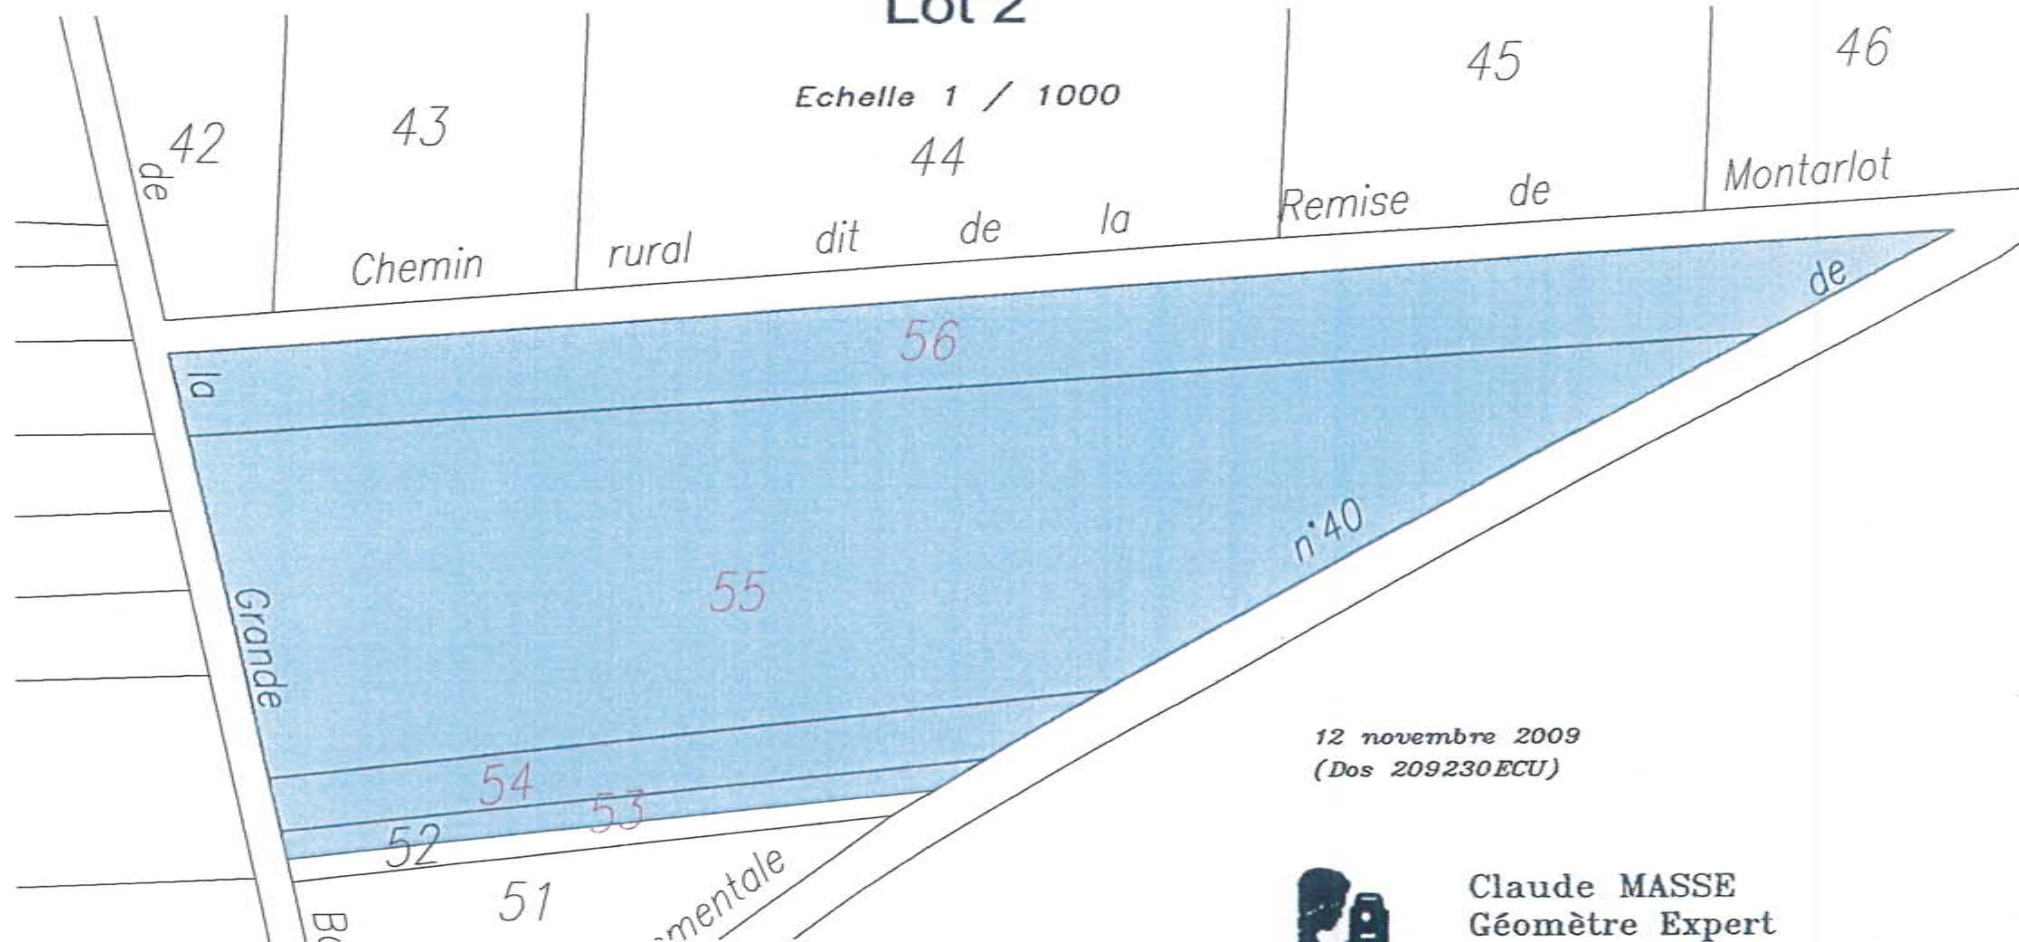 Lot 2
Echelle 1 / 1000
42
43
44
45
46
de
Chemin rural dit de la Remise de Montarlot
la
56
de
n°40
55
Grande
54
53
52
51
12 novembre 2009
(Dos 209230ECU)
Claude MASSE
Géomètre Expert